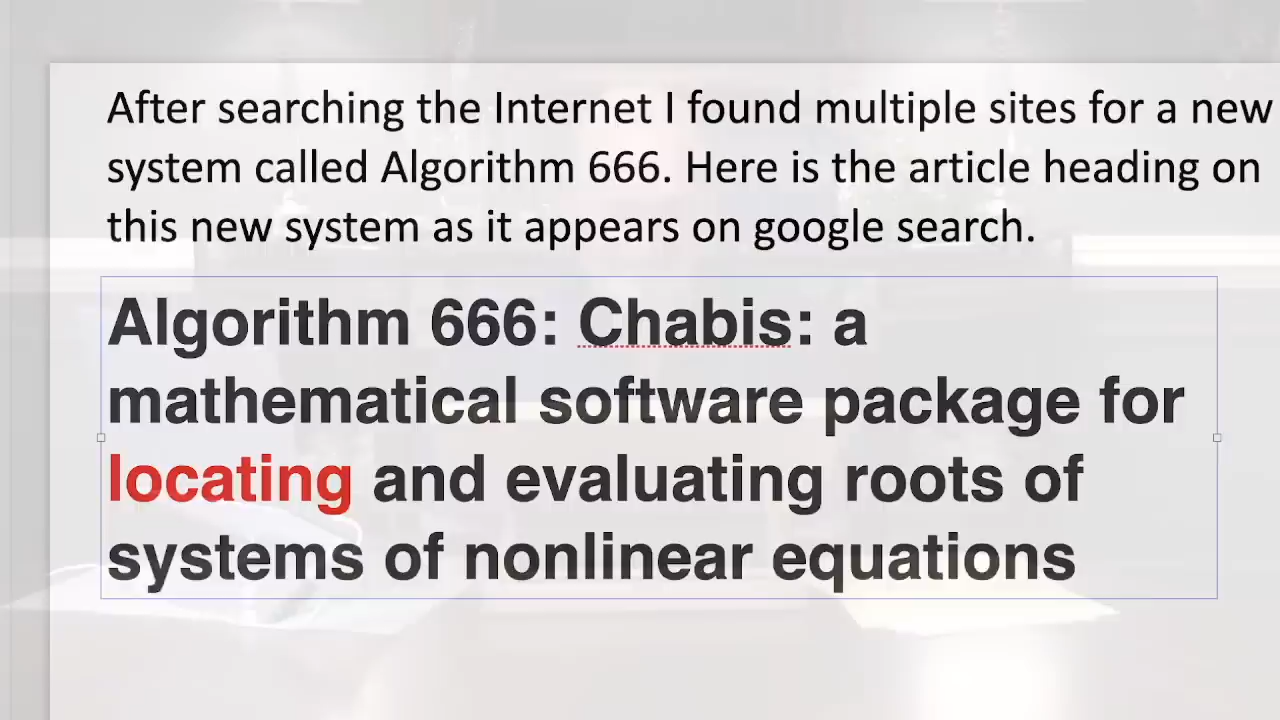 After searching the Internet I found multiple sites for a new
system called Algorithm 666. Here is the article heading on
this new system as it appears on google search.
Algorithm 666: Chabis: a
mathematical software package for
locating and evaluating roots of
systems of nonlinear equations